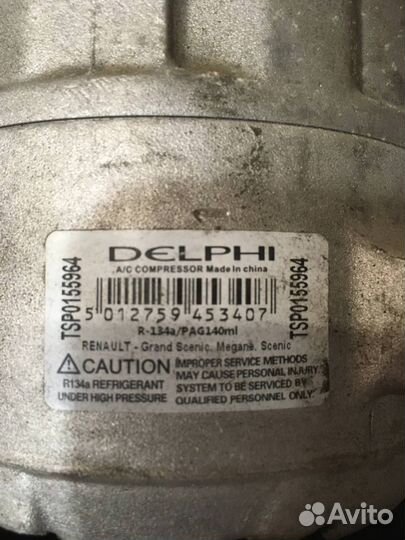 DELPHI
A/C COMPRESSOR Made in china
TSP0155964
TSP0155964
5 012759 453407
R-134a/PAG140ml
RENAULT - Grand Scenic, Megane, Scenic
CAUTION
R134a REFRIGERANT
UNDER HIGH PRESSURE
IMPROPER SERVICE METHODS
MAY CAUSE PERSONAL INJURY
SYSTEM TO BE SERVICED BY
QUALIFIED PERSONNEL ONLY
Avito